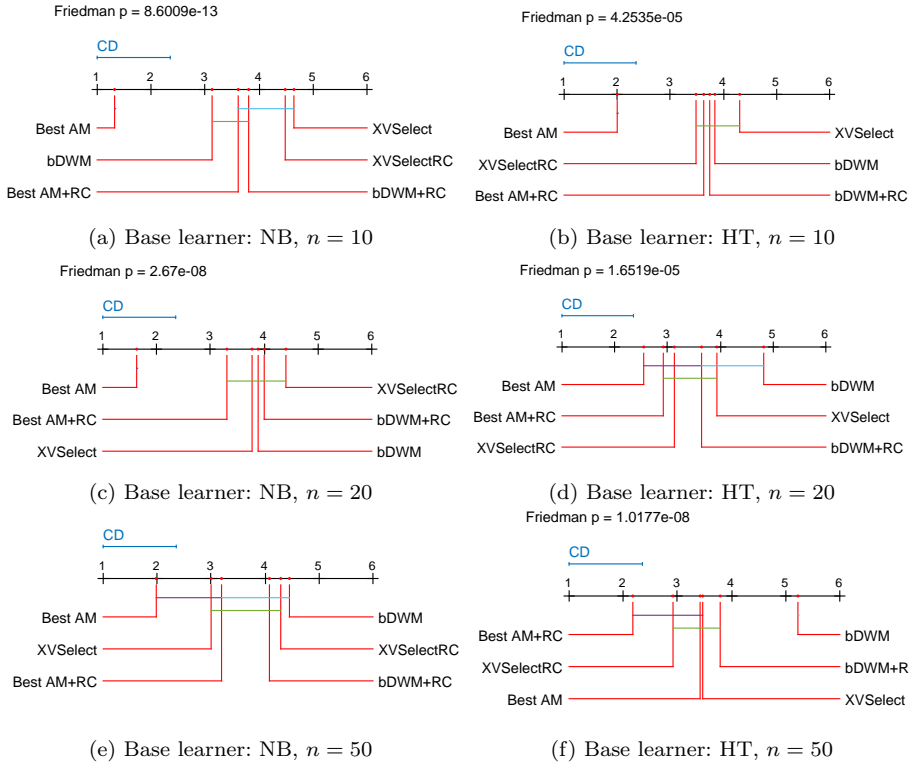 Friedman p = 8.6009e-13
CD
1 2 3 4 5 6
Best AM
XVSelect
bDWM
XVSelectRC
Best AM+RC
bDWM+RC
(a) Base learner: NB, n = 10
Friedman p = 4.2535e-05
CD
1 2 3 4 5 6
Best AM
XVSelect
XVSelectRC
bDWM
Best AM+RC
bDWM+RC
(b) Base learner: HT, n = 10
Friedman p = 2.67e-08
CD
1 2 3 4 5 6
Best AM
XVSelectRC
Best AM+RC
bDWM+RC
XVSelect
bDWM
(c) Base learner: NB, n = 20
Friedman p = 1.6519e-05
CD
1 2 3 4 5 6
Best AM
bDWM
Best AM+RC
XVSelect
XVSelectRC
bDWM+RC
(d) Base learner: HT, n = 20
CD
1 2 3 4 5 6
Best AM
bDWM
XVSelect
XVSelectRC
Best AM+RC
bDWM+RC
(e) Base learner: NB, n = 50
Friedman p = 1.0177e-08
CD
1 2 3 4 5 6
Best AM+RC
bDWM
XVSelectRC
bDWM+R
Best AM
XVSelect
(f) Base learner: HT, n = 50